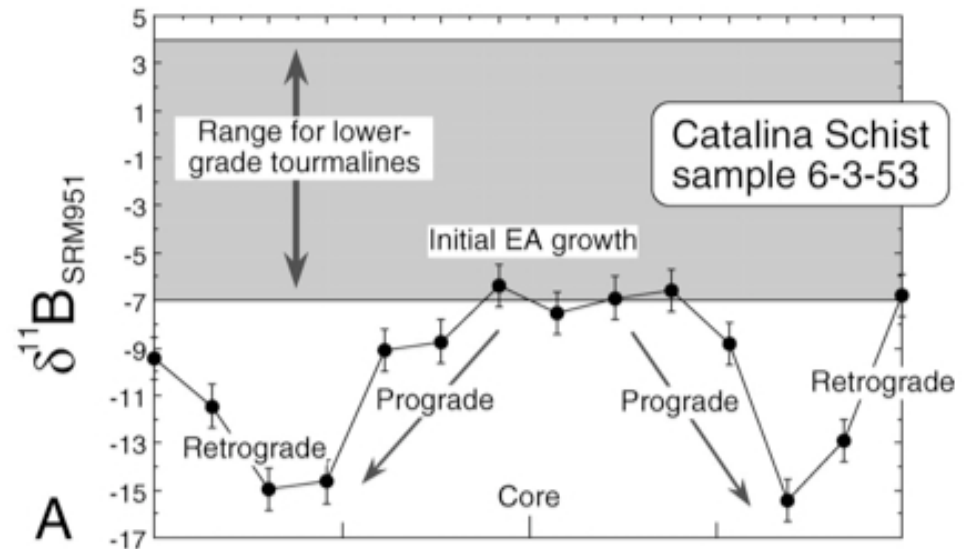 5
3
1
-1
-3
-5
-7
-9
-11
-13
-15
-17
δ11BSRM951
Range for lower-
grade tourmalines
Catalina Schist
sample 6-3-53
Initial EA growth
Prograde
Prograde
Retrograde
Retrograde
Core
A